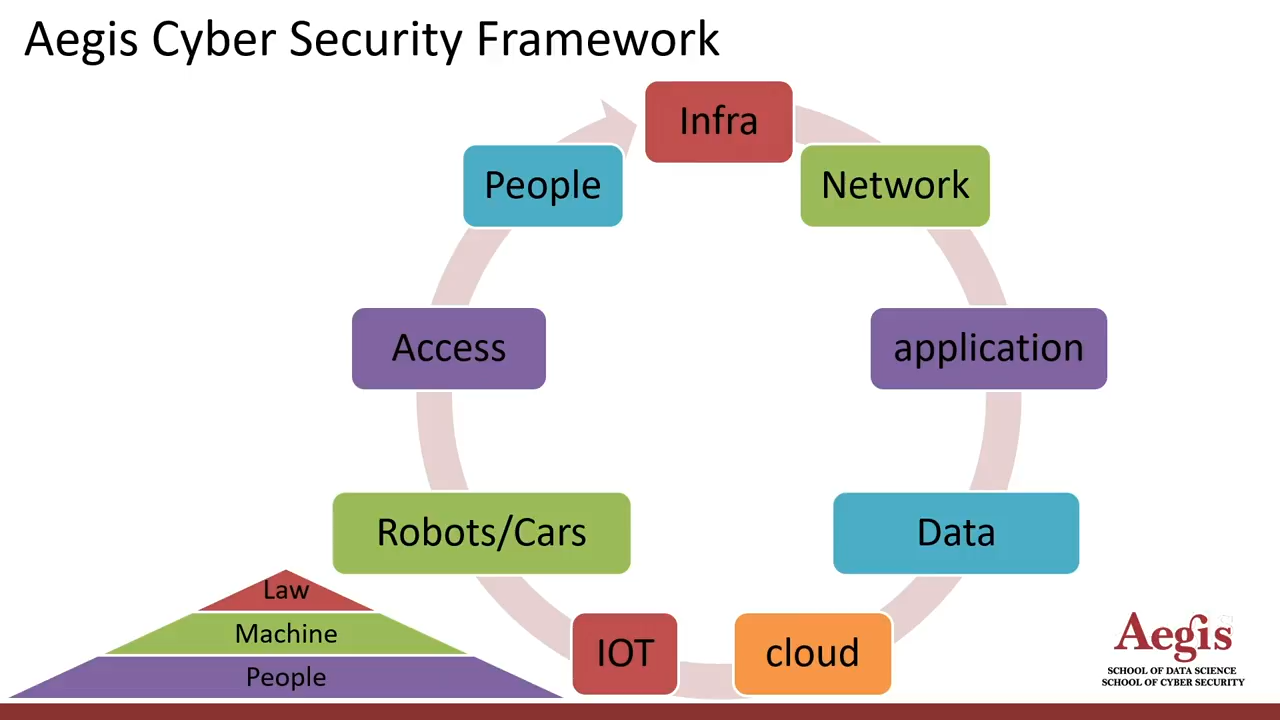 Aegis Cyber Security Framework
Infra
Network
application
Data
cloud
IOT
Robots/Cars
Access
People
Law
Machine
People
Aegis
SCHOOL OF DATA SCIENCE
SCHOOL OF CYBER SECURITY